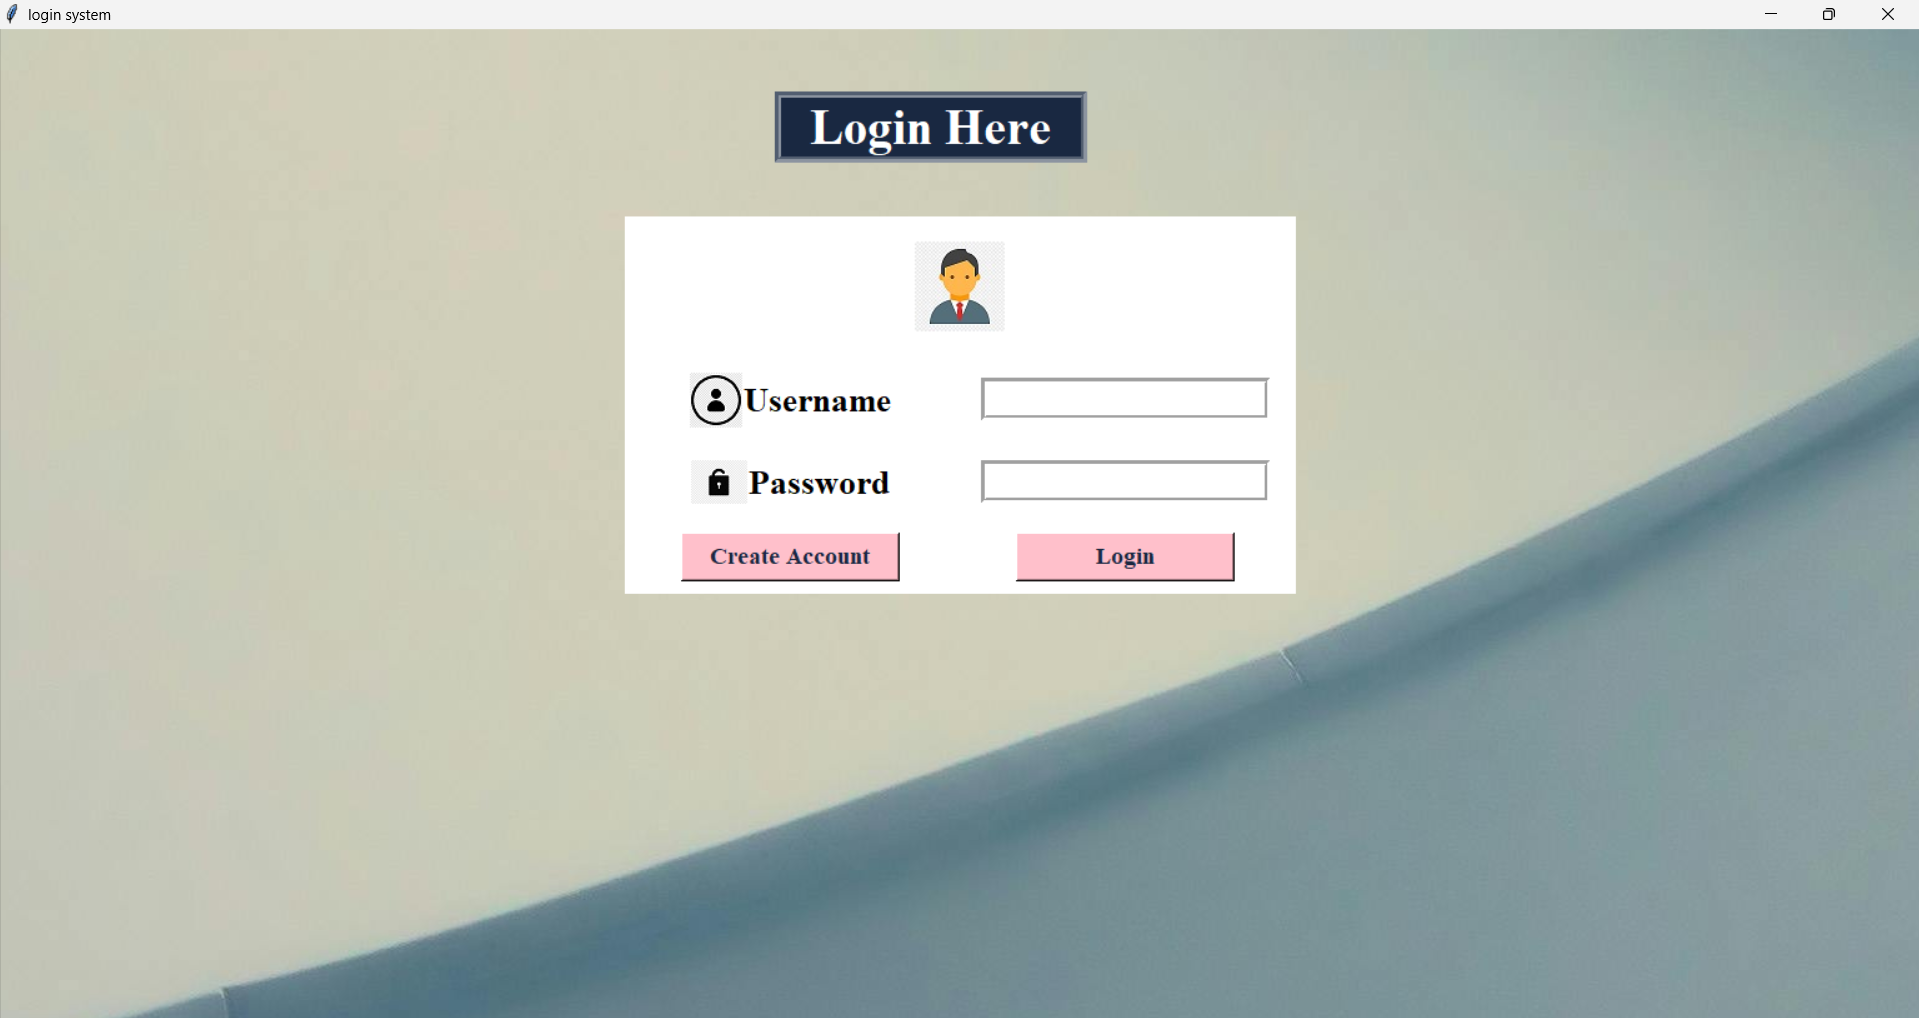 login system
Login Here
Username
Password
Create Account
Login